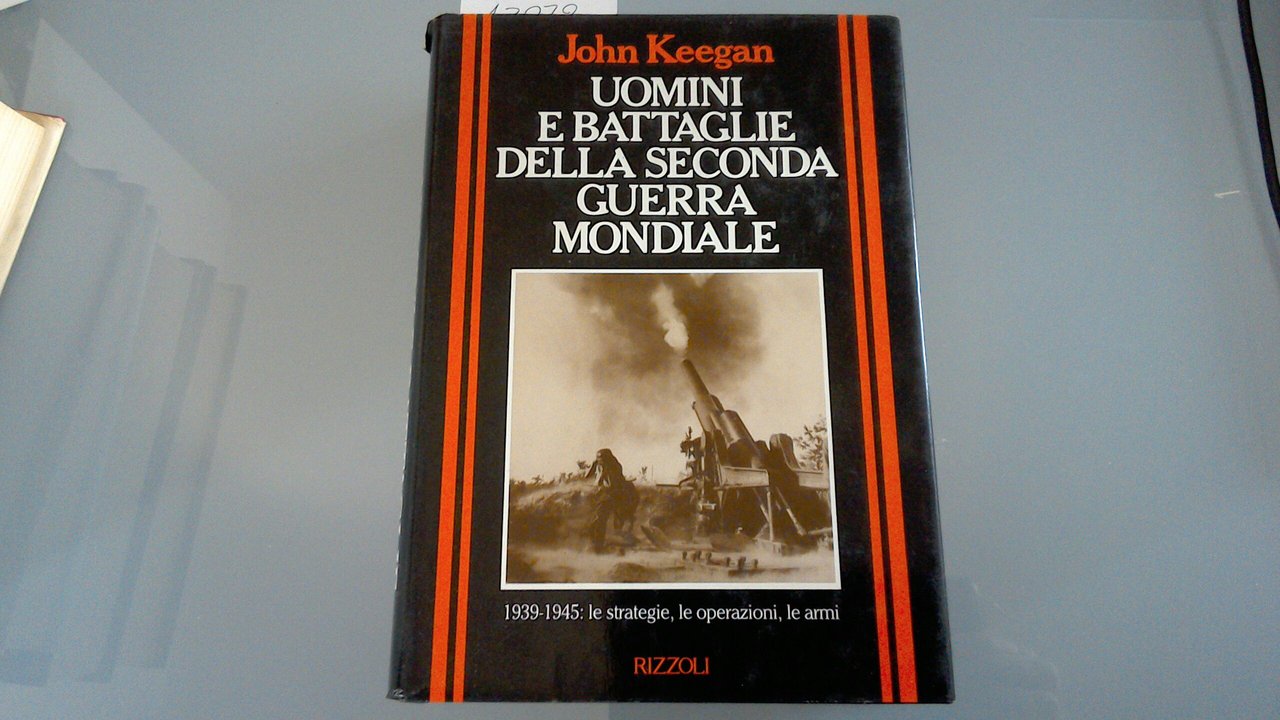 John Keegan
UOMINI
E BATTAGLIE
DELLA SECONDA
GUERRA
MONDIALE
1939-1945: le strategie, le operazioni, le armi
RIZZOLI